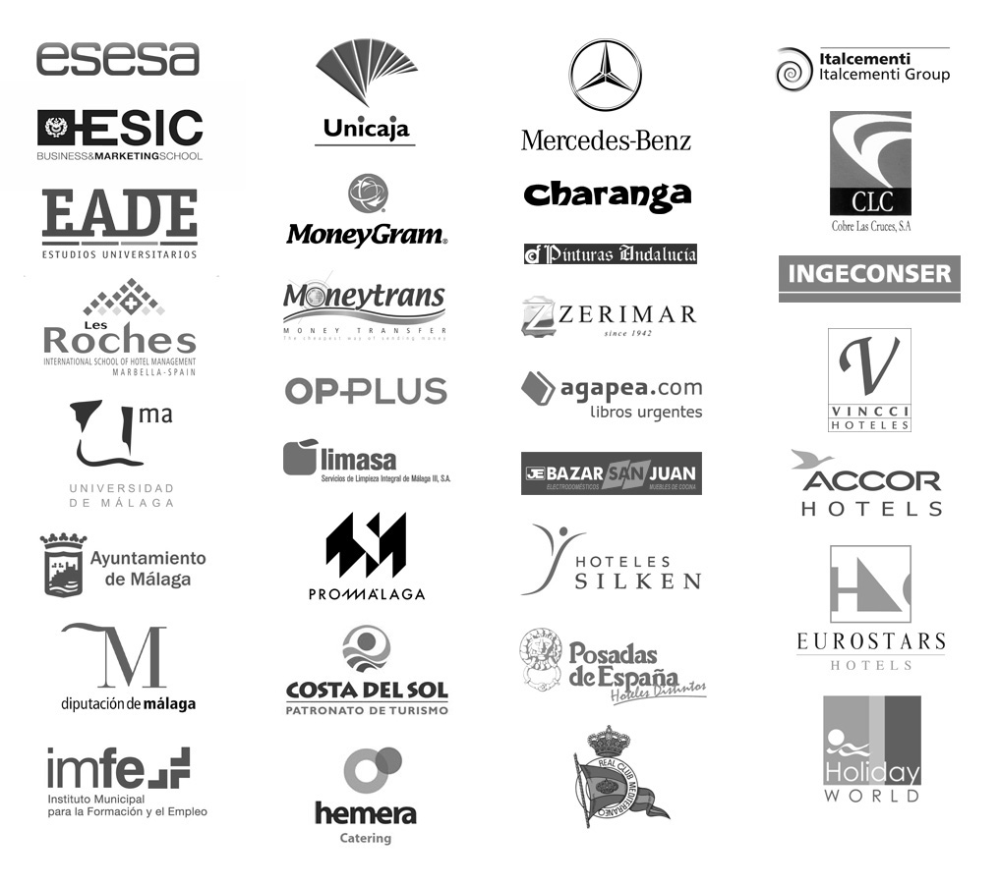 esesa
ESIC
BUSINESS&MARKETINGSCHOOL
EADE
ESTUDIOS UNIVERSITARIOS
Les
Roches
INTERNATIONAL SCHOOL OF HOTEL MANAGEMENT
MARBELLA-SPAIN
uma
UNIVERSIDAD
DE MÁLAGA
Ayuntamiento
de Málaga
M
diputación de málaga
imfe
Instituto Municipal
para la Formación y el Empleo
Unicaja
MoneyGram®
Moneytrans
MONEY TRANSFER
The cheapest way of sending money
OP-PLUS
limasa
Servicios de Limpieza Integral de Málaga III, S.A.
PROMÁLAGA
COSTA DEL SOL
PATRONATO DE TURISMO
hemera
Catering
Mercedes-Benz
charanga
Pinturas Andalucía
Z ZERIMAR
since 1942
agapea.com
libros urgentes
JE BAZAR SAN JUAN
ELECTRODOMÉSTICOS MUEBLES DE COCINA
HOTELES
SILKEN
Posadas
de España
Hoteles Distintos
REAL CLUB MEDITERRANEO
Italcementi
Italcementi Group
CLC
Cobre Las Cruces, S.A
INGECONSER
V
VINCCI
HOTELES
ACCOR
HOTELS
EUROSTARS
HOTELS
Holiday
WORLD